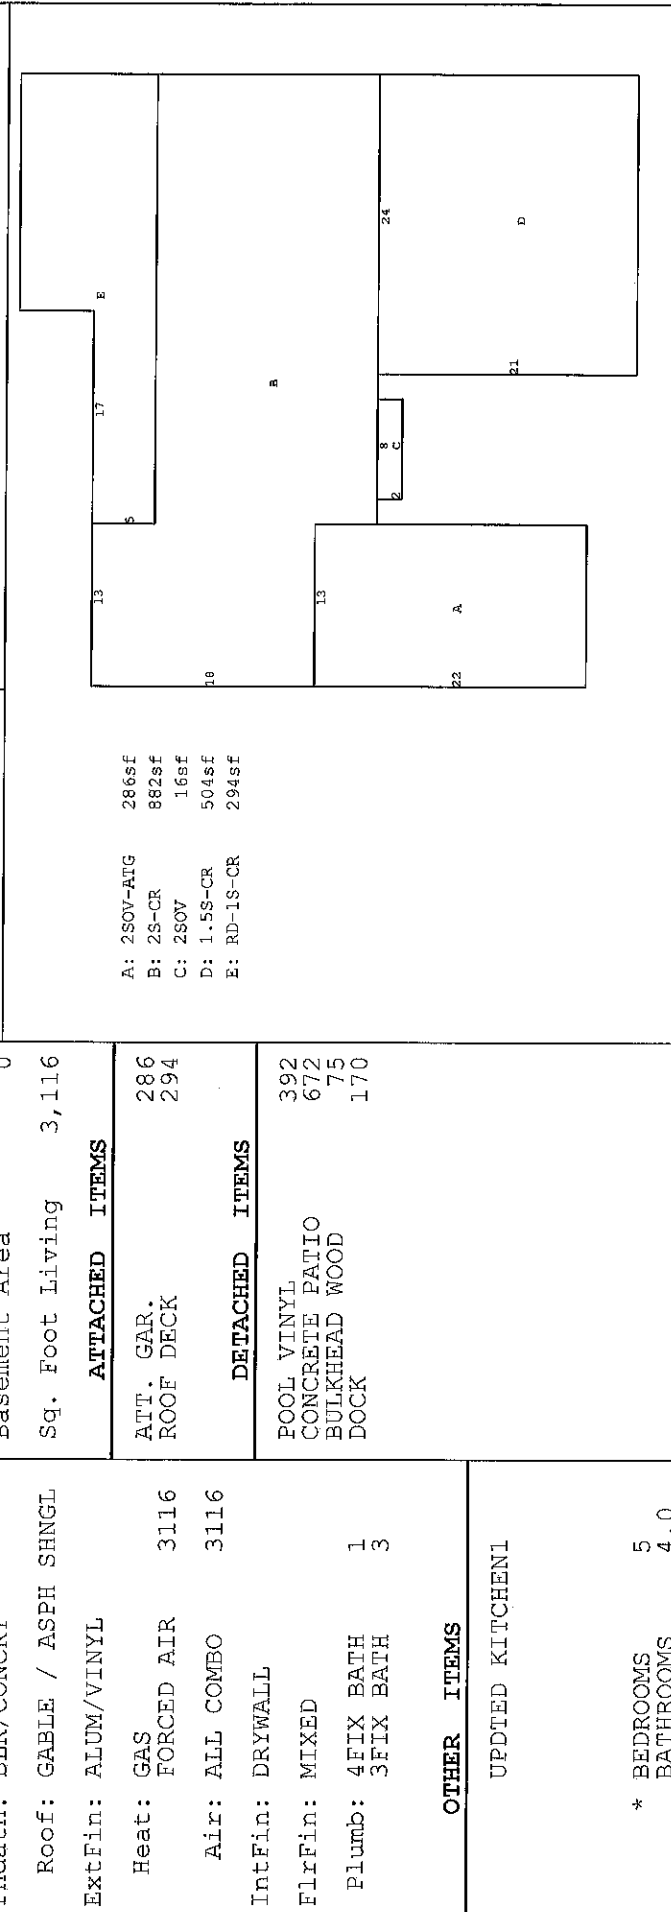 Roof: GABLE / ASPH SHNGL
ExtFin: ALUM/VINYL
Heat: GAS
FORCED AIR 3116
Air: ALL COMBO 3116
IntFin: DRYWALL
FlrFin: MIXED
Plumb: 4FIX BATH 1
3FIX BATH 3
OTHER ITEMS
UPDTED KITCHEN1
* BEDROOMS 5
BATHROOMS 4.0
Basement Area 0
Sq. Foot Living 3,116
ATTACHED ITEMS
ATT. GAR. 286
ROOF DECK 294
DETACHED ITEMS
POOL VINYL 392
CONCRETE PATIO 672
BULKHEAD WOOD 75
DOCK 170
A: 2SOV-ATG 286sf
B: 2S-CR 882sf
C: 2SOV 16sf
D: 1.5S-CR 504sf
E: RD-1S-CR 294sf
13
17
E
5
18
B
13
8
24
2
C
22
A
21
D